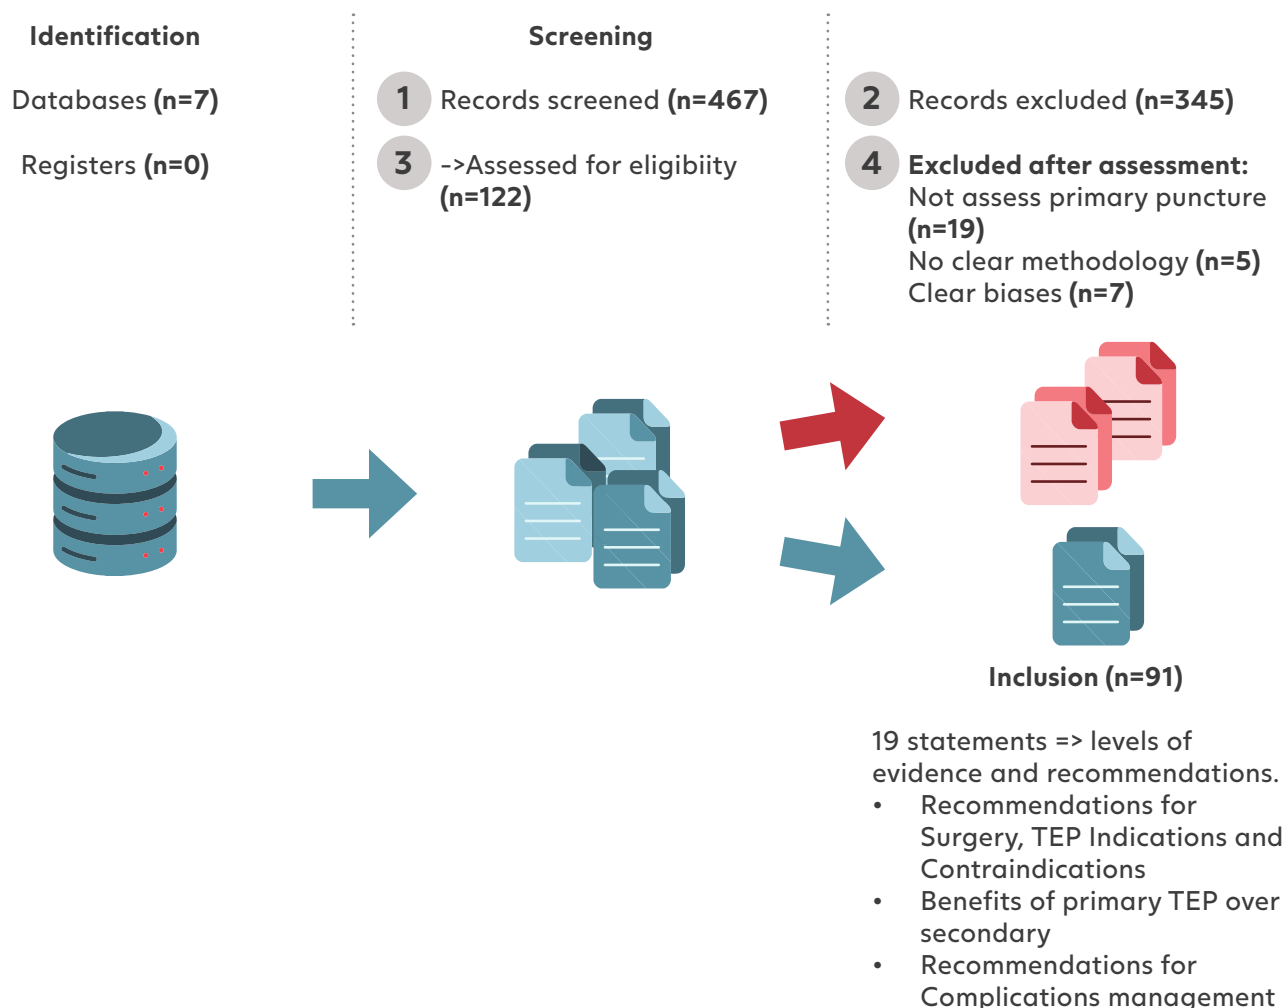 Identification
Databases (n=7)
Registers (n=0)
Screening
1 Records screened (n=467)
2 Records excluded (n=345)
3 ->Assessed for eligibiity
(n=122)
4 Excluded after assessment:
Not assess primary puncture
(n=19)
No clear methodology (n=5)
Clear biases (n=7)
Inclusion (n=91)
19 statements => levels of
evidence and recommendations.
• Recommendations for
Surgery, TEP Indications and
Contraindications
• Benefits of primary TEP over
secondary
• Recommendations for
Complications management